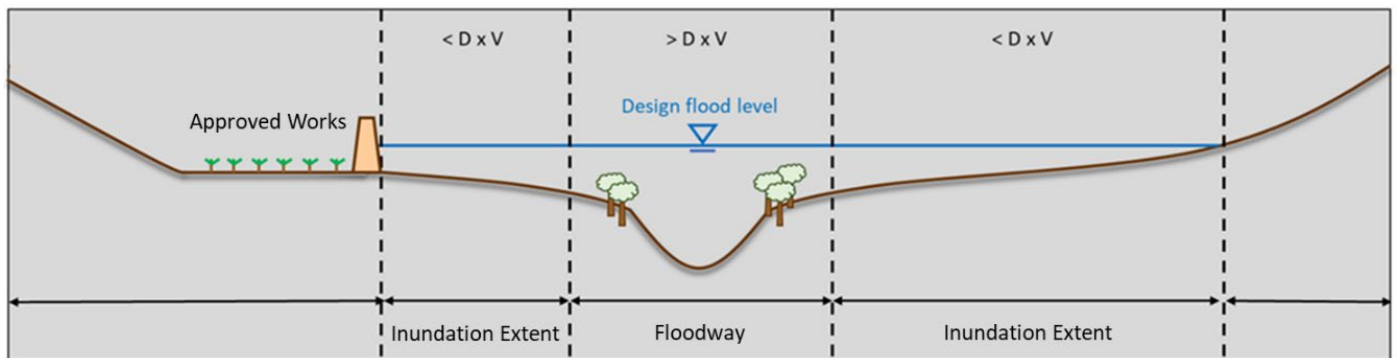 < D x V
> D x V
< D x V
Design flood level
Approved Works
Inundation Extent
Floodway
Inundation Extent